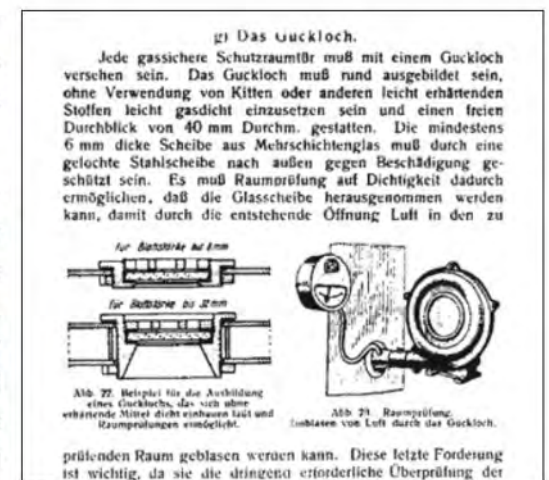 g) Das Guckloch.
Jede gassichere Schutzraumtür muß mit einem Guckloch
versehen sein. Das Guckloch muß rund ausgebildet sein,
ohne Verwendung von Kitten oder anderen leicht erhärtenden
Stoffen leicht gasdicht einzusetzen sein und einen freien
Durchblick von 40 mm Durchm. gestatten. Die mindestens
6 mm dicke Scheibe aus Mehrschichtenglas muß durch eine
gelochte Stahlscheibe nach außen gegen Beschädigung ge-
schützt sein. Es muß Raumprüfung auf Dichtigkeit dadurch
ermöglichen, daß die Glasscheibe herausgenommen werden
kann, damit durch die entstehende Öffnung Luft in den zu
für Blattstärke auf 8 mm
für Blattstärke bis 32 mm
Abb. 22. Beispiel für die Ausbildung
eines Gucklochs, das sich ohne
erhärtende Mittel dicht einbauen läßt und
Raumprüfungen ermöglicht.
Raumprüfung.
Einblasen von Luft durch das Guckloch.
prüfenden Raum geblasen werden kann. Diese letzte Forderung
ist wichtig, da sie die dringend erforderliche Überprüfung der